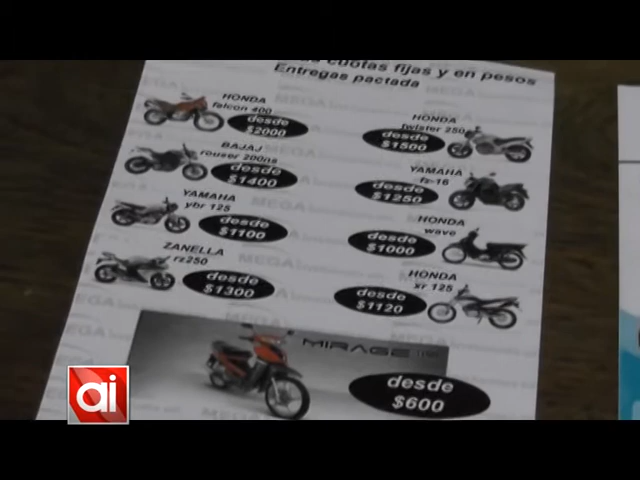 cuotas fijas y en pesos
Entregas pactada
HONDA
falcon 400
desde
$2000
HONDA
twister 250
desde
$1500
BAJAJ
rouser 200ns
desde
$1400
YAMAHA
fz-16
desde
$1250
YAMAHA
ybr 125
desde
$1100
HONDA
wave
desde
$1000
ZANELLA
rz250
desde
$1300
HONDA
xr 125
desde
$1120
MIRAGE
desde
$600
MEGA
ai